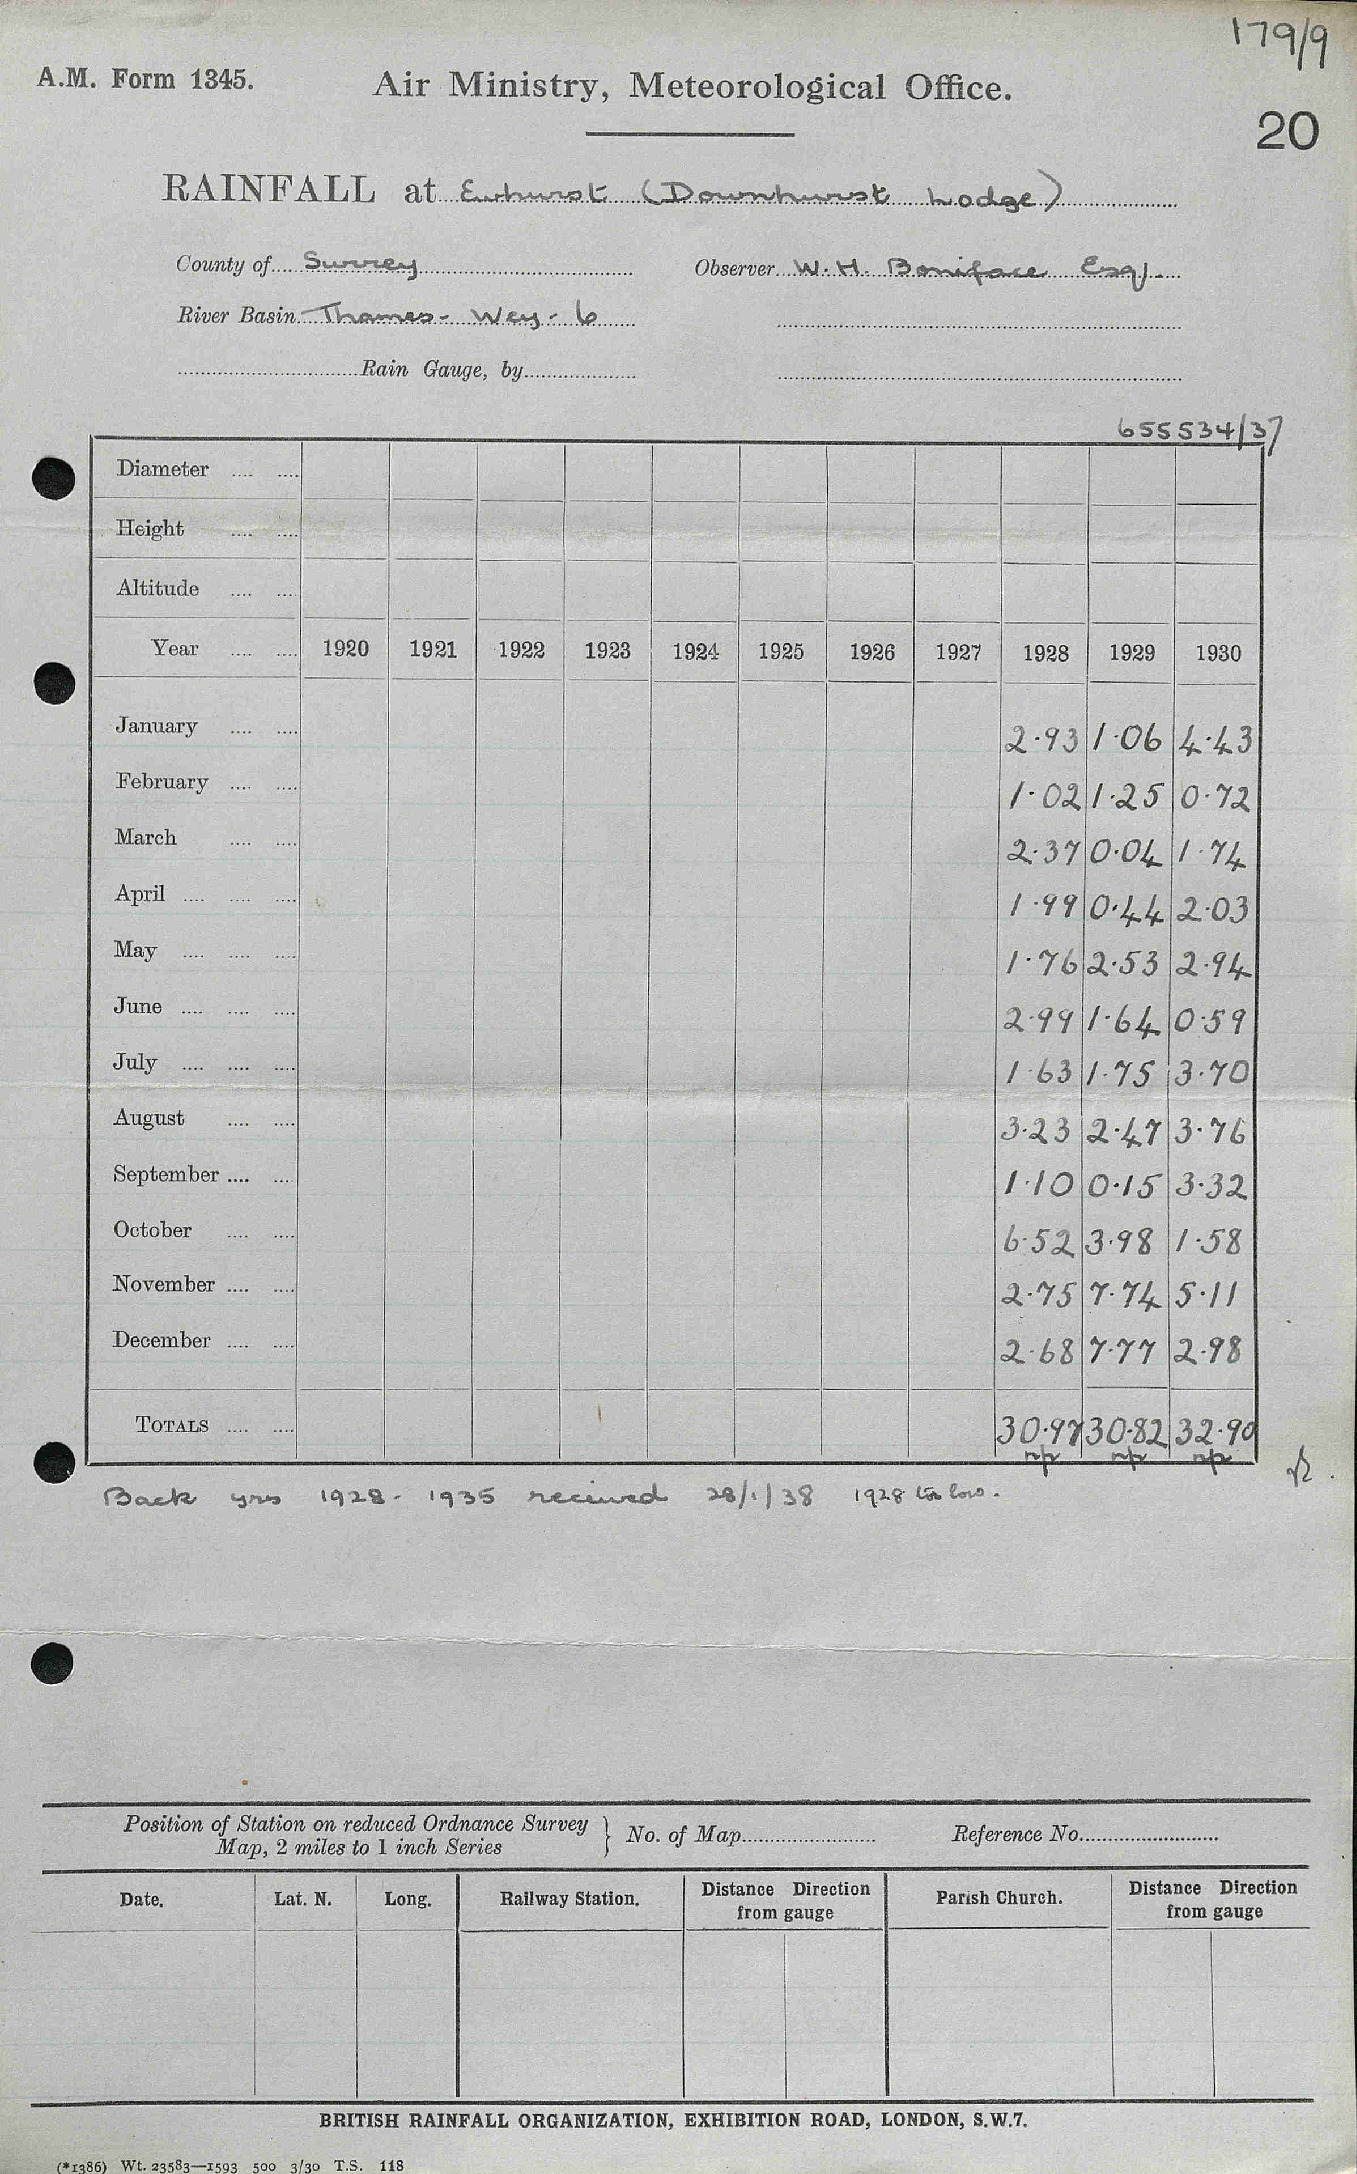 179/9
A.M. Form 1345. Air Ministry, Meteorological Office.
20
RAINFALL at Ewhurst (Downhurst Lodge)
County of Surrey Observer W. H. Boniface Esq.
River Basin Thames - Wey - 6
Rain Gauge, by
655534/37
Diameter
Height
Altitude
Year 1920 1921 1922 1923 1924 1925 1926 1927 1928 1929 1930
January 2.93 1.06 4.43
February 1.02 1.25 0.72
March 2.37 0.04 1.74
April 1.99 0.44 2.03
May 1.76 2.53 2.94
June 2.99 1.64 0.59
July 1.63 1.75 3.70
August 3.23 2.47 3.76
September 1.10 0.15 3.32
October 6.52 3.98 1.58
November 2.75 7.74 5.11
December 2.68 7.77 2.98
TOTALS 30.97 30.82 32.90
Back yrs 1928 - 1935 received 28/1/38 1928 too low.
Position of Station on reduced Ordnance Survey
Map, 2 miles to 1 inch Series } No. of Map Reference No.
Date. Lat. N. Long. Railway Station. Distance Direction from gauge Parish Church. Distance Direction from gauge
BRITISH RAINFALL ORGANIZATION, EXHIBITION ROAD, LONDON, S.W.7.
(*1386) Wt. 23583—1593 500 3/30 T.S. 118